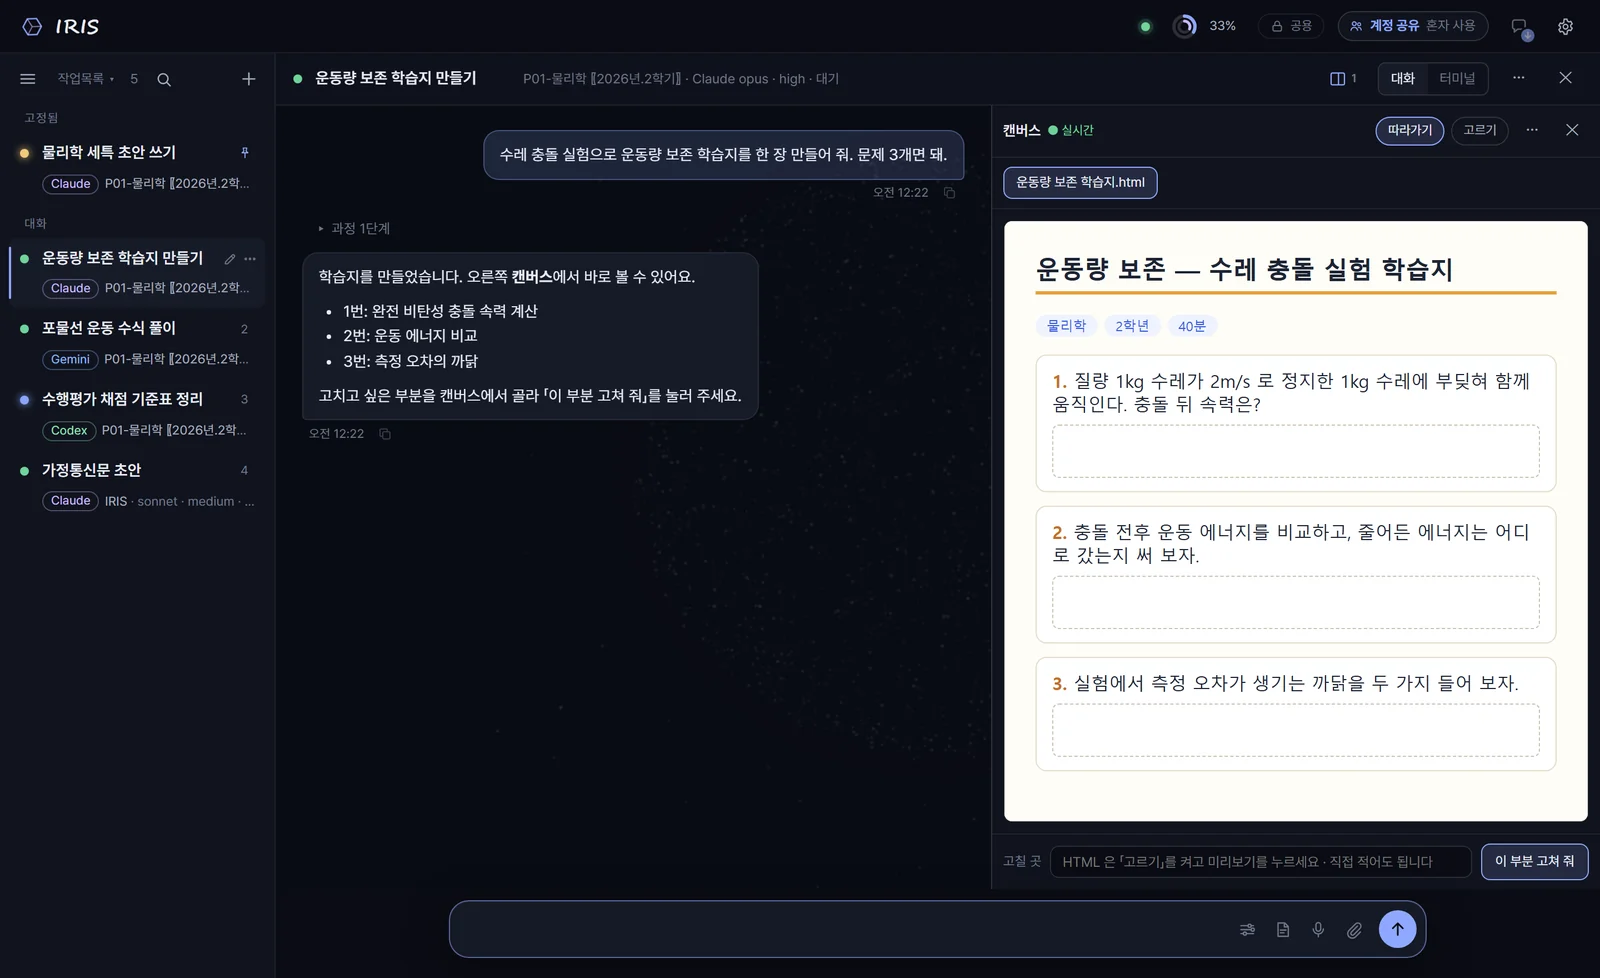 IRIS
33%
공용
계정 공유 혼자 사용
작업목록
5
고정됨
물리학 세특 초안 쓰기
Claude P01-물리학 〚2026년.2학...
대화
운동량 보존 학습지 만들기
Claude P01-물리학 〚2026년.2학...
포물선 운동 수식 풀이 2
Gemini P01-물리학 〚2026년.2학...
수행평가 채점 기준표 정리 3
Codex P01-물리학 〚2026년.2학...
가정통신문 초안 4
Claude IRIS · sonnet · medium · ...
운동량 보존 학습지 만들기
P01-물리학 〚2026년.2학기〛 · Claude opus · high · 대기
1
대화 터미널
수레 충돌 실험으로 운동량 보존 학습지를 한 장 만들어 줘. 문제 3개면 돼.
오전 12:22
과정 1단계
학습지를 만들었습니다. 오른쪽 캔버스에서 바로 볼 수 있어요.
• 1번: 완전 비탄성 충돌 속력 계산
• 2번: 운동 에너지 비교
• 3번: 측정 오차의 까닭
고치고 싶은 부분을 캔버스에서 골라 「이 부분 고쳐 줘」를 눌러 주세요.
오전 12:22
캔버스 실시간
따라가기 고르기
운동량 보존 학습지.html
운동량 보존 — 수레 충돌 실험 학습지
물리학 2학년 40분
1. 질량 1kg 수레가 2m/s 로 정지한 1kg 수레에 부딪혀 함께
움직인다. 충돌 뒤 속력은?
2. 충돌 전후 운동 에너지를 비교하고, 줄어든 에너지는 어디
로 갔는지 써 보자.
3. 실험에서 측정 오차가 생기는 까닭을 두 가지 들어 보자.
고칠 곳 HTML 은 「고르기」를 켜고 미리보기를 누르세요 · 직접 적어도 됩니다
이 부분 고쳐 줘